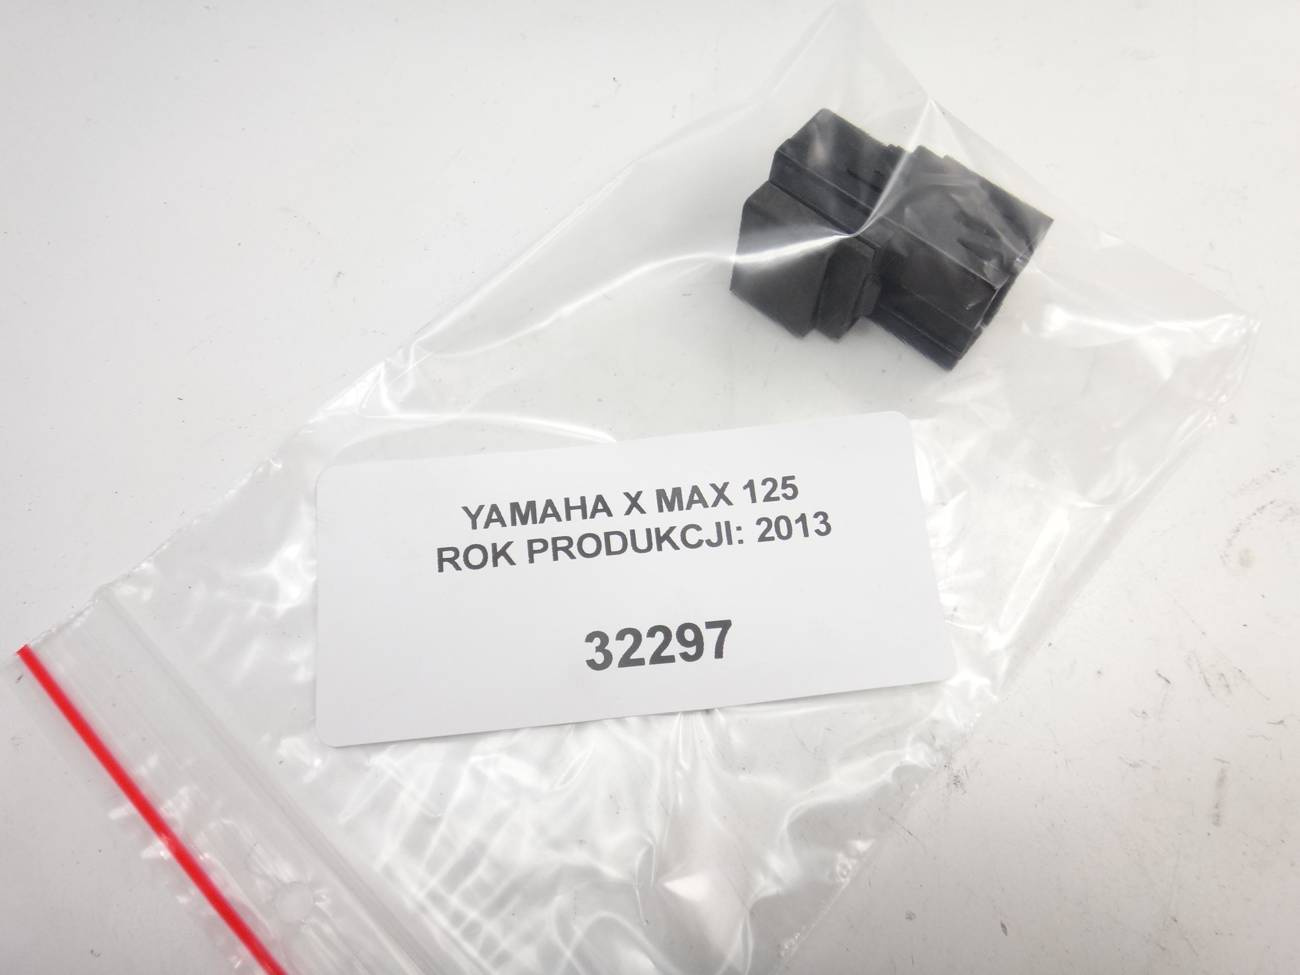 YAMAHA X MAX 125
ROK PRODUKCJI: 2013
32297